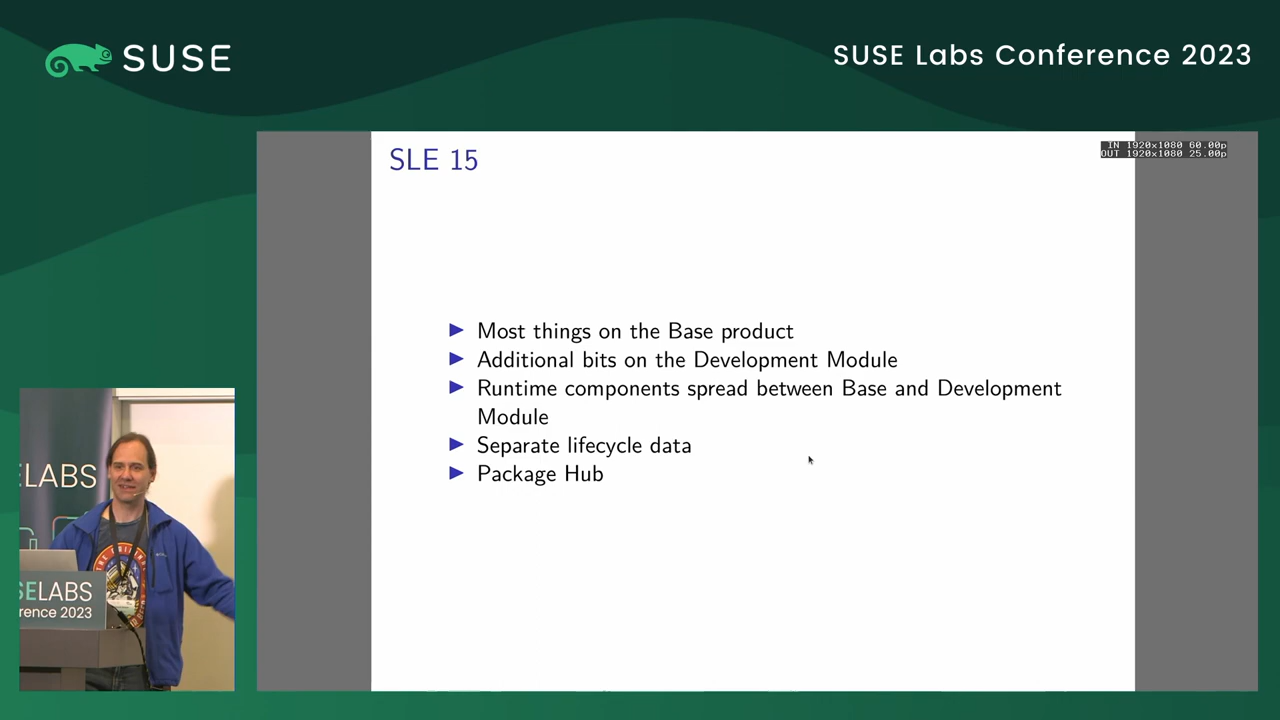 SUSE
SUSE Labs Conference 2023
IN 1920x1080 60.00p
OUT 1920x1080 25.00p
SLE 15
Most things on the Base product
Additional bits on the Development Module
Runtime components spread between Base and Development
Module
Separate lifecycle data
Package Hub
ELABS
SELABS
rence 2023
THE ORIGINAL